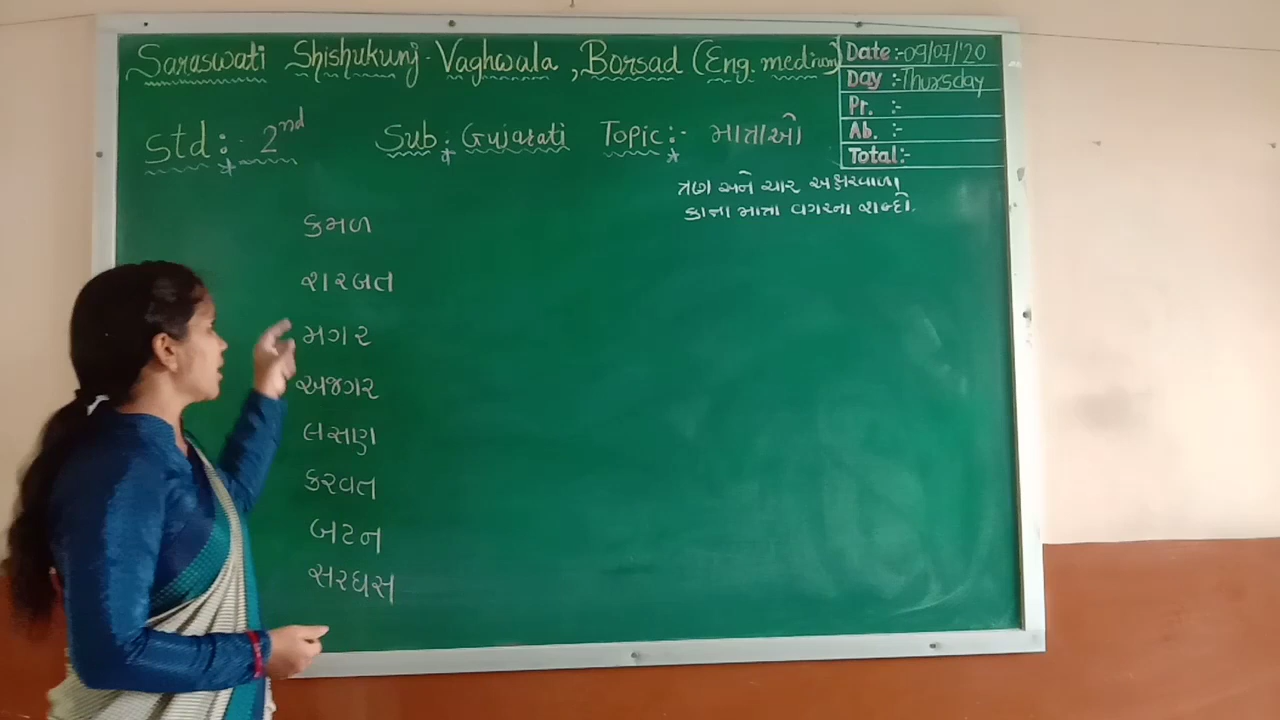 Saraswati Shishukunj - Vaghwala , Borsad (Eng. medium)
Date:-09/07/'20
Day :-Thursday
Pr. :-
Ab. :-
Total:-
Std :- 2nd Sub : Gujarati Topic :- માત્રાઓ
ત્રણ અને ચાર અક્ષરવાળા
કાના માત્રા વગરના શબ્દો.
કમળ
શરબત
મગર
અજગર
લસણ
કરવત
બટન
સરઘસ